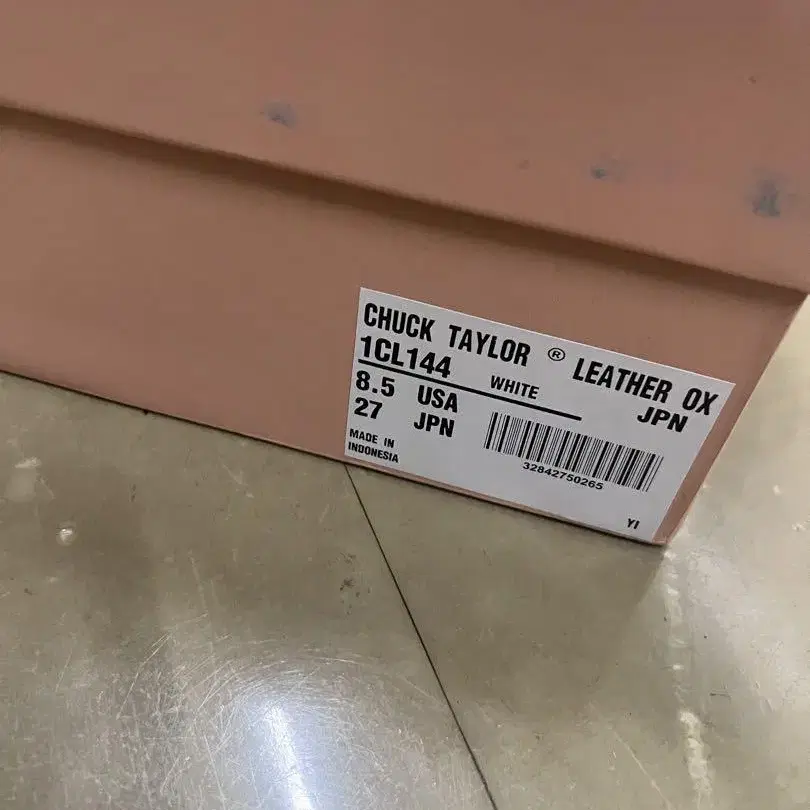 CHUCK TAYLOR ® LEATHER OX
1CL144 WHITE JPN
8.5 USA
27 JPN
MADE IN
INDONESIA
32842750265
YI